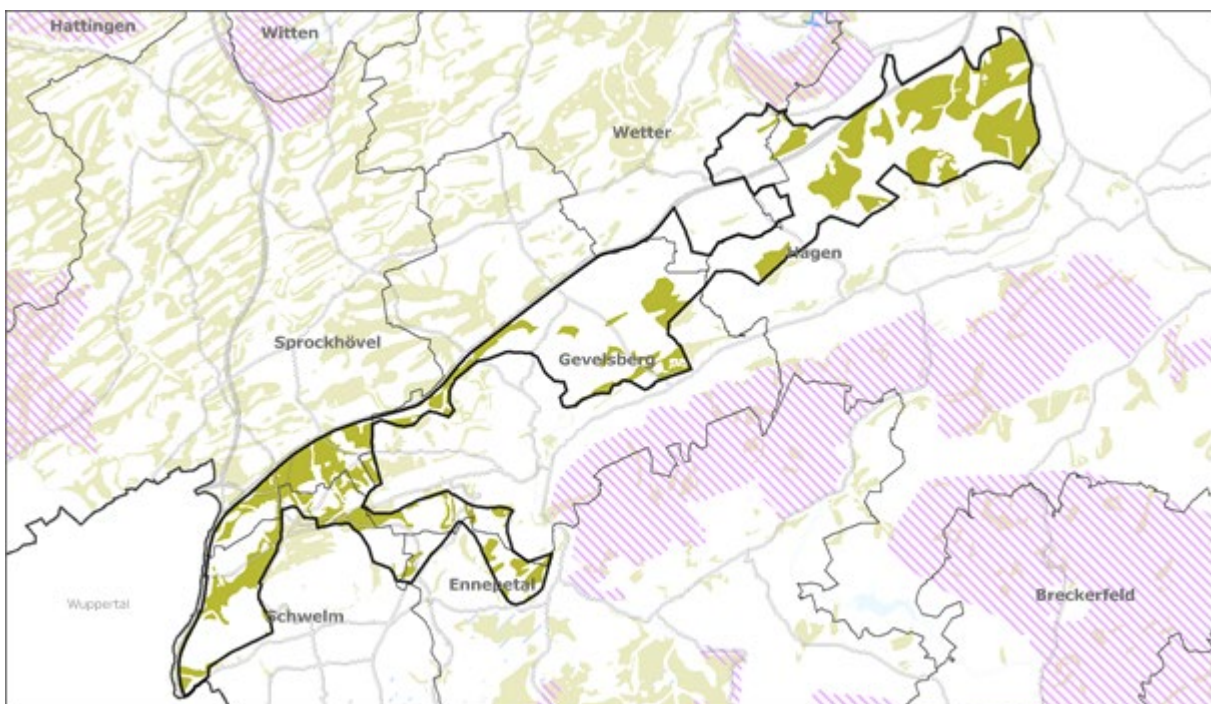 Hattingen
Witten
Wetter
Hagen
Sprockhövel
Gevelsberg
Ennepetal
Breckerfeld
Wuppertal
Schwelm